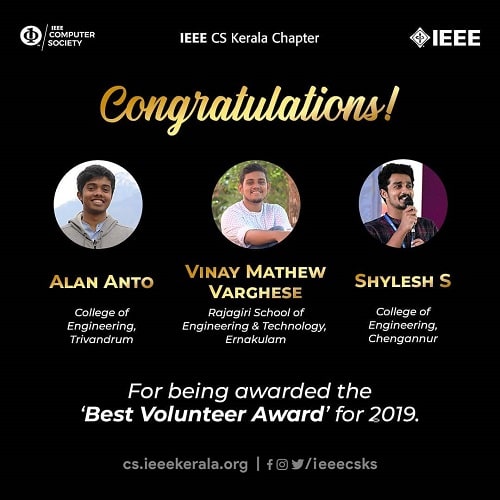 IEEE
COMPUTER
SOCIETY
IEEE CS Kerala Chapter
IEEE
Congratulations!
ALAN ANTO
College of
Engineering,
Trivandrum
VINAY MATHEW
VARGHESE
Rajagiri School of
Engineering & Technology,
Ernakulam
SHYLESH S
College of
Engineering,
Chengannur
For being awarded the
‘Best Volunteer Award’ for 2019.
cs.ieeekerala.org | /ieeecsks